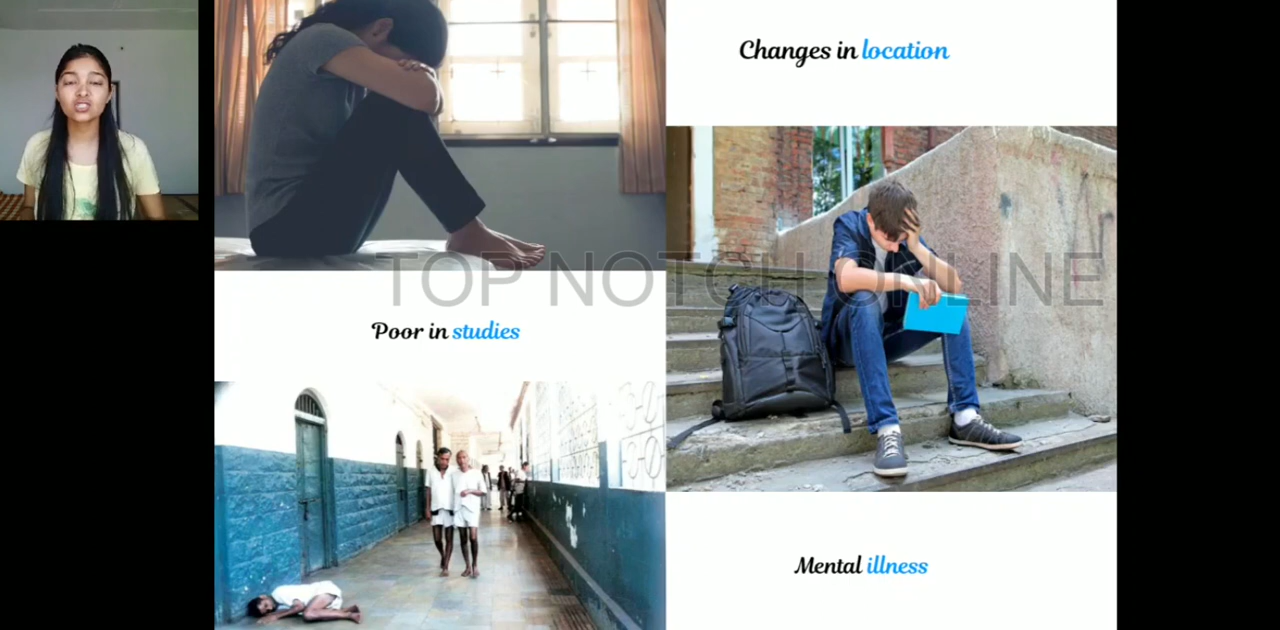 Changes in location
TOP NOTCH ONLINE
Poor in studies
Mental illness